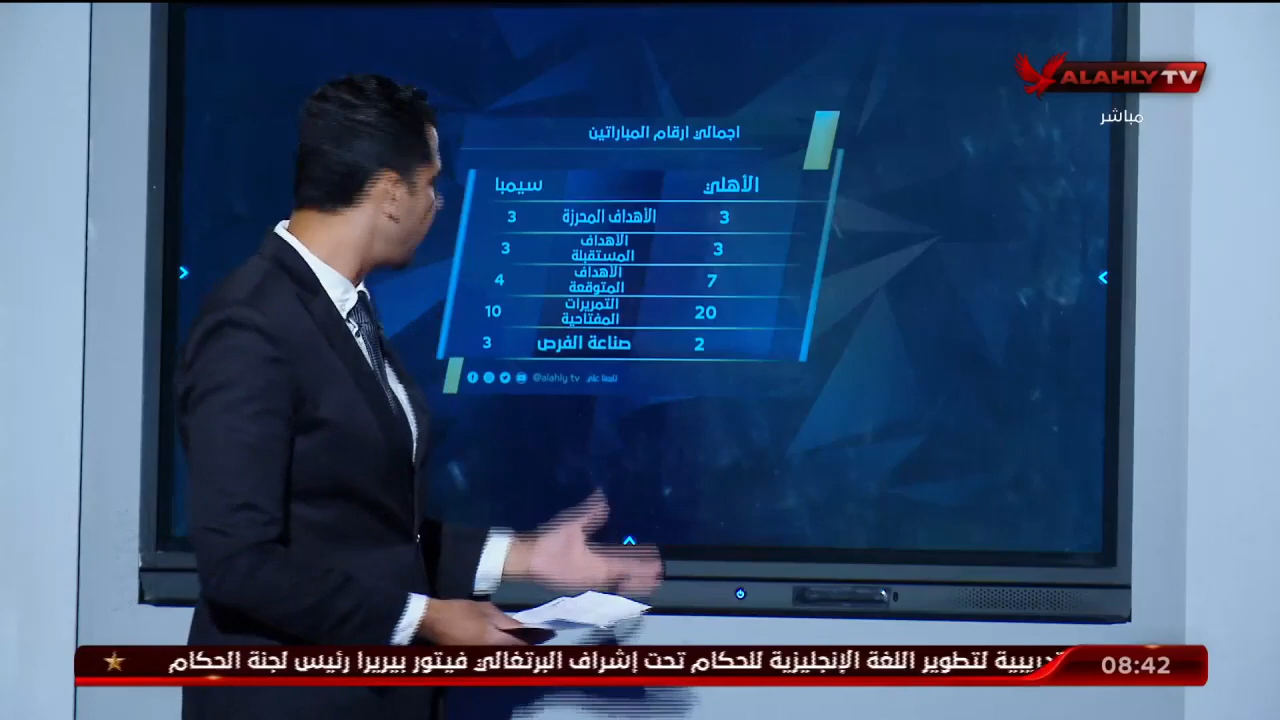 ALAHLY TV
مباشر
اجمالي ارقام المباراتين
الأهلي سيمبا
3 الأهداف المحرزة 3
3 الأهداف المستقبلة 3
7 الأهداف المتوقعة 4
20 التمريرات المفتاحية 10
2 صناعة الفرص 3
تابعنا على @alahly tv
08:42 دريبية لتطوير اللغة الإنجليزية للحكام تحت إشراف البرتغالي فيتور بيريرا رئيس لجنة الحكام